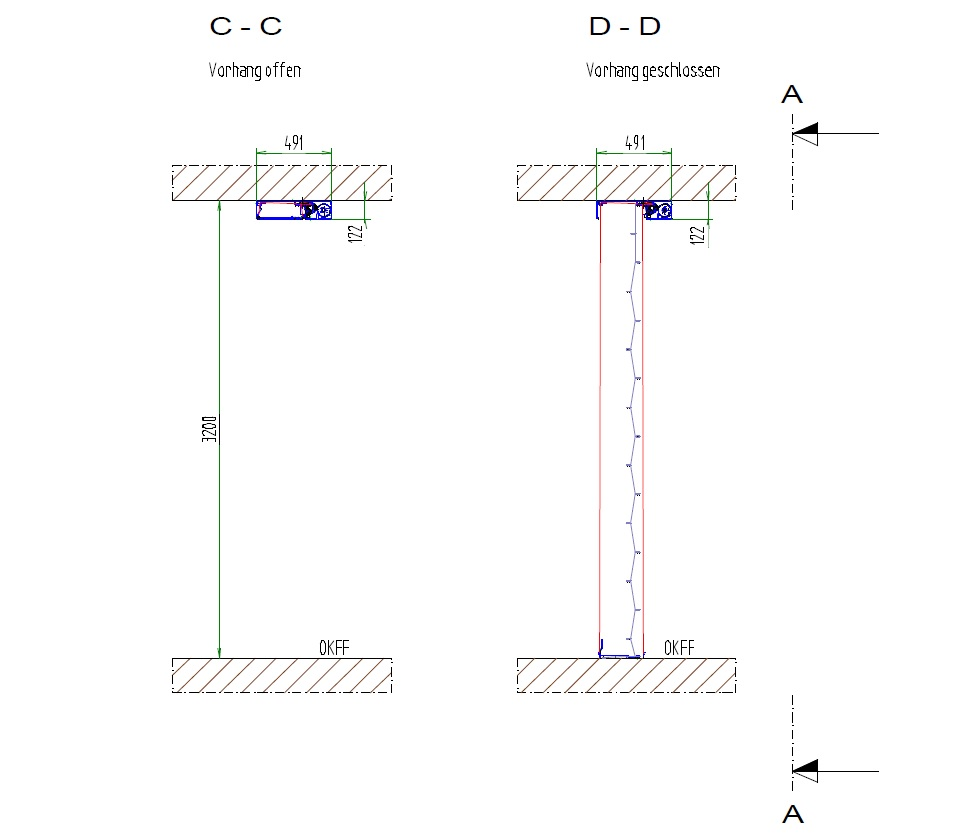 C - C
D - D
Vorhang offen
Vorhang geschlossen
A
491
491
122
122
3200
OKFF
OKFF
A